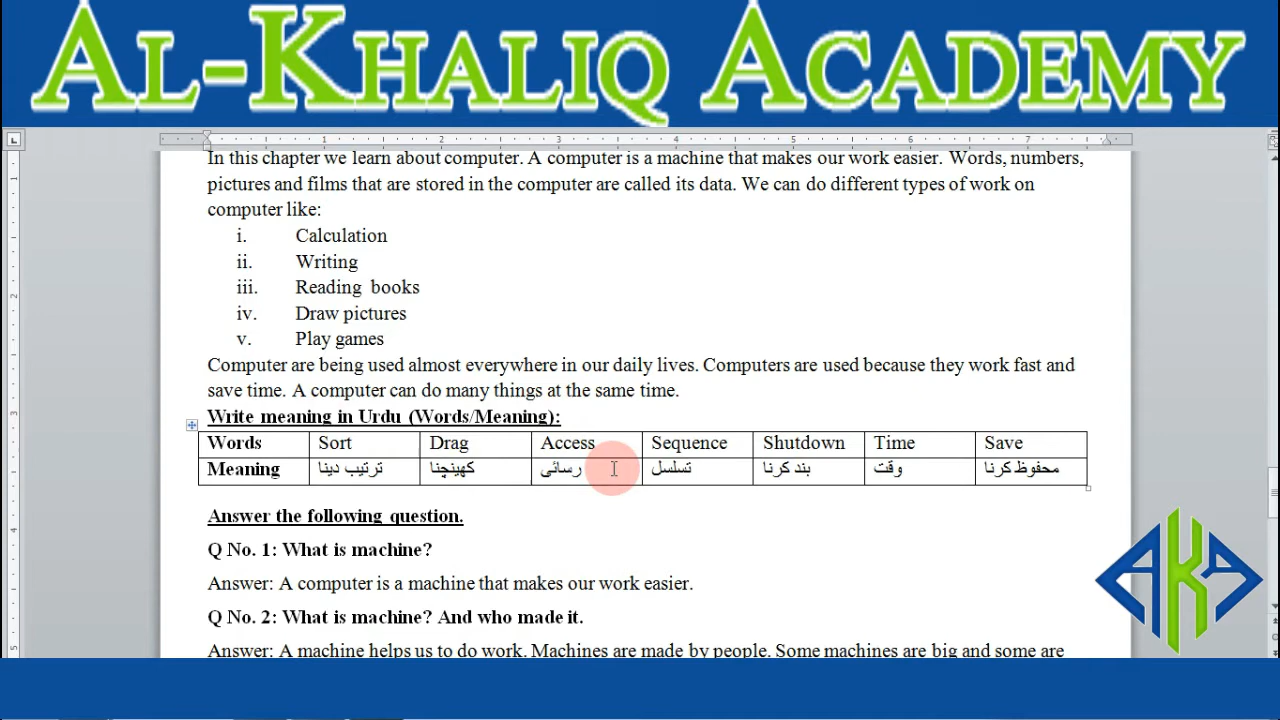 AL-KHALIQ ACADEMY
In this chapter we learn about computer. A computer is a machine that makes our work easier. Words, numbers,
pictures and films that are stored in the computer are called its data. We can do different types of work on
computer like:
i. Calculation
ii. Writing
iii. Reading books
iv. Draw pictures
v. Play games
Computer are being used almost everywhere in our daily lives. Computers are used because they work fast and
save time. A computer can do many things at the same time.
Write meaning in Urdu (Words/Meaning):
Words Sort Drag Access Sequence Shutdown Time Save
Meaning ترتیب دینا کھینچنا رسائی تسلسل بند کرنا وقت محفوظ کرنا
Answer the following question.
Q No. 1: What is machine?
Answer: A computer is a machine that makes our work easier.
Q No. 2: What is machine? And who made it.
Answer: A machine helps us to do work. Machines are made by people. Some machines are big and some are
AKA